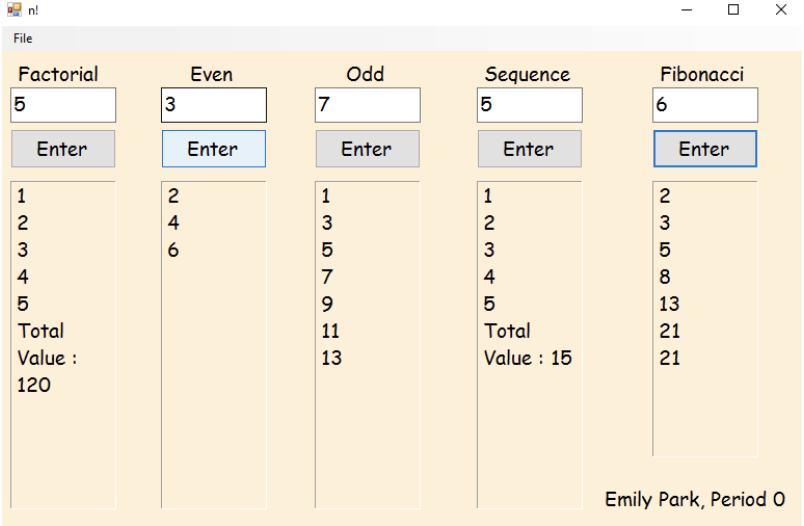 n!
File
Factorial Even Odd Sequence Fibonacci
5 3 7 5 6
Enter Enter Enter Enter Enter
1
2
3
4
5
Total
Value :
120
2
4
6
1
3
5
7
9
11
13
1
2
3
4
5
Total
Value : 15
2
3
5
8
13
21
21
Emily Park, Period 0